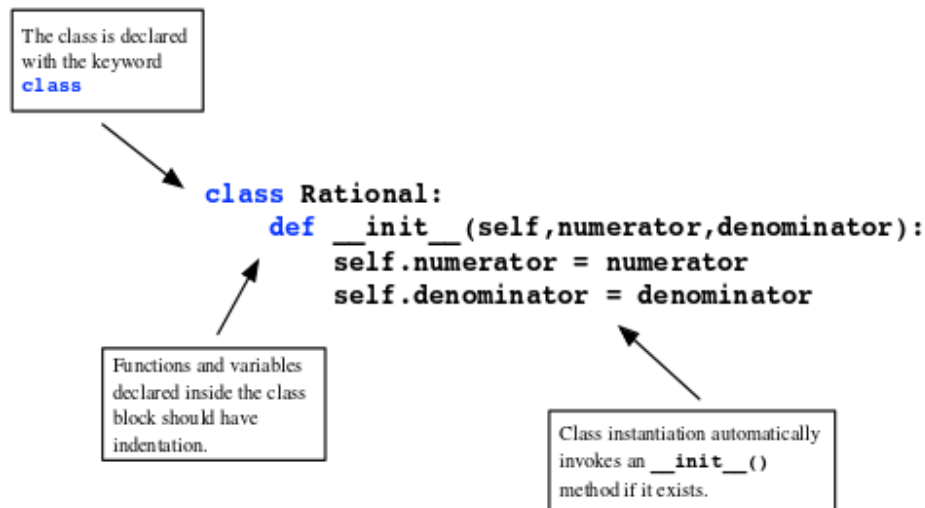 The class is declared
with the keyword
class
class Rational:
def __init__(self,numerator,denominator):
self.numerator = numerator
self.denominator = denominator
Functions and variables
declared inside the class
block should have
indentation.
Class instantiation automatically
invokes an __init__()
method if it exists.